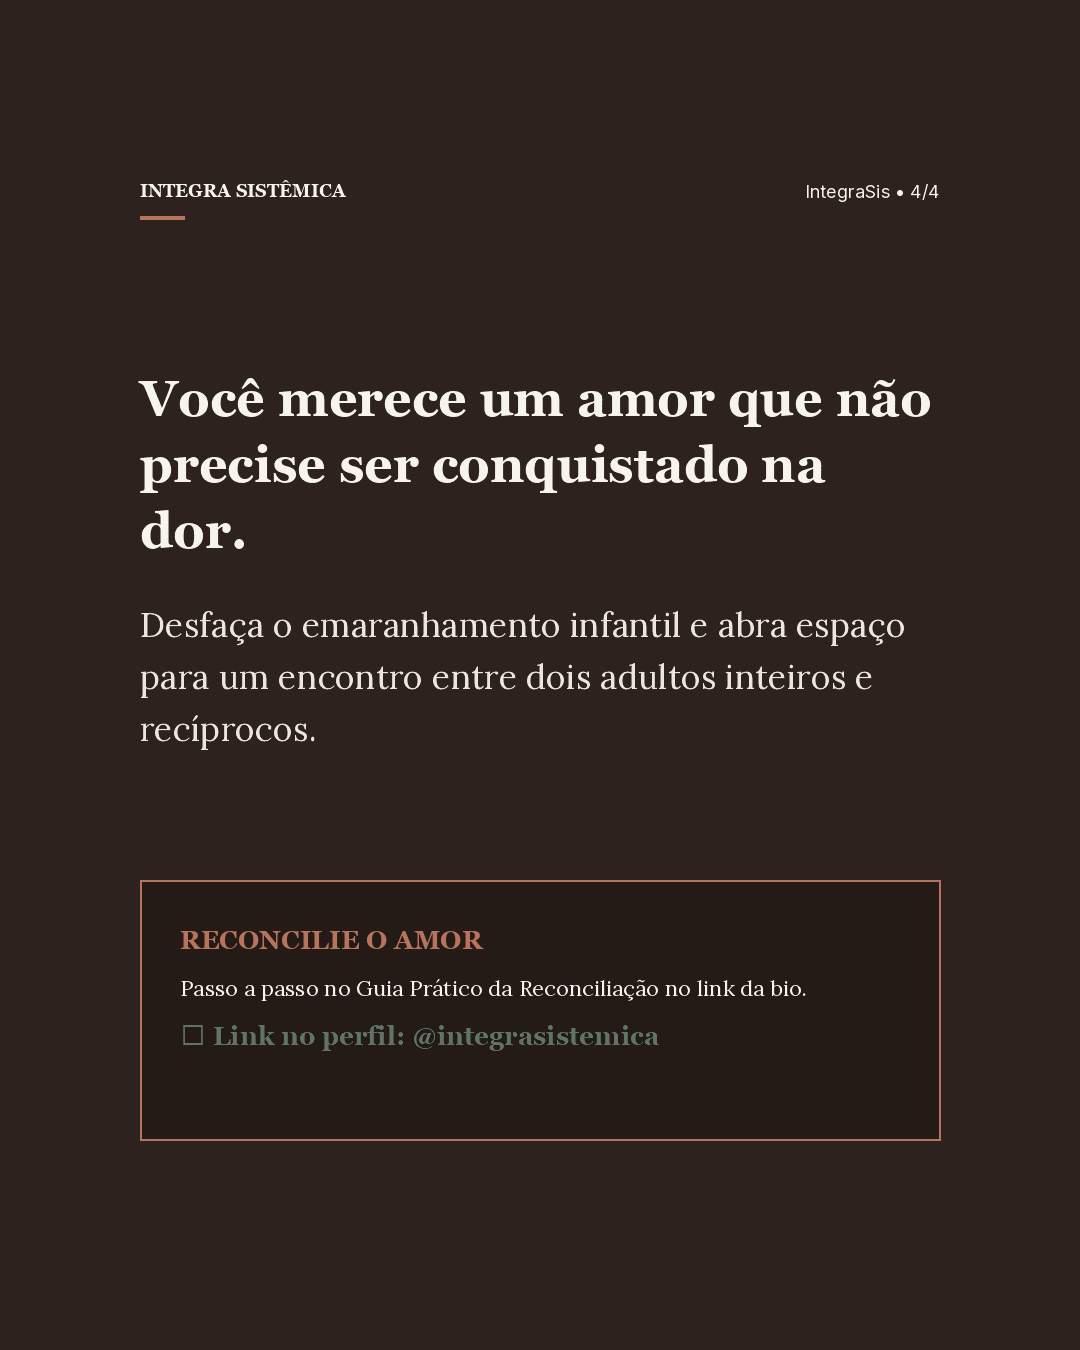 INTEGRA SISTÊMICA
IntegraSis • 4/4
Você merece um amor que não
precise ser conquistado na
dor.
Desfaça o emaranhamento infantil e abra espaço
para um encontro entre dois adultos inteiros e
recíprocos.
RECONCILIE O AMOR
Passo a passo no Guia Prático da Reconciliação no link da bio.
☐ Link no perfil: @integrasistemica